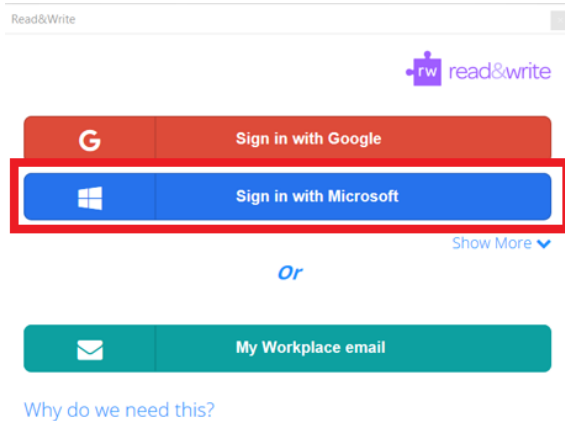 Read&Write
rw read&write
G Sign in with Google
Sign in with Microsoft
Show More
Or
My Workplace email
Why do we need this?